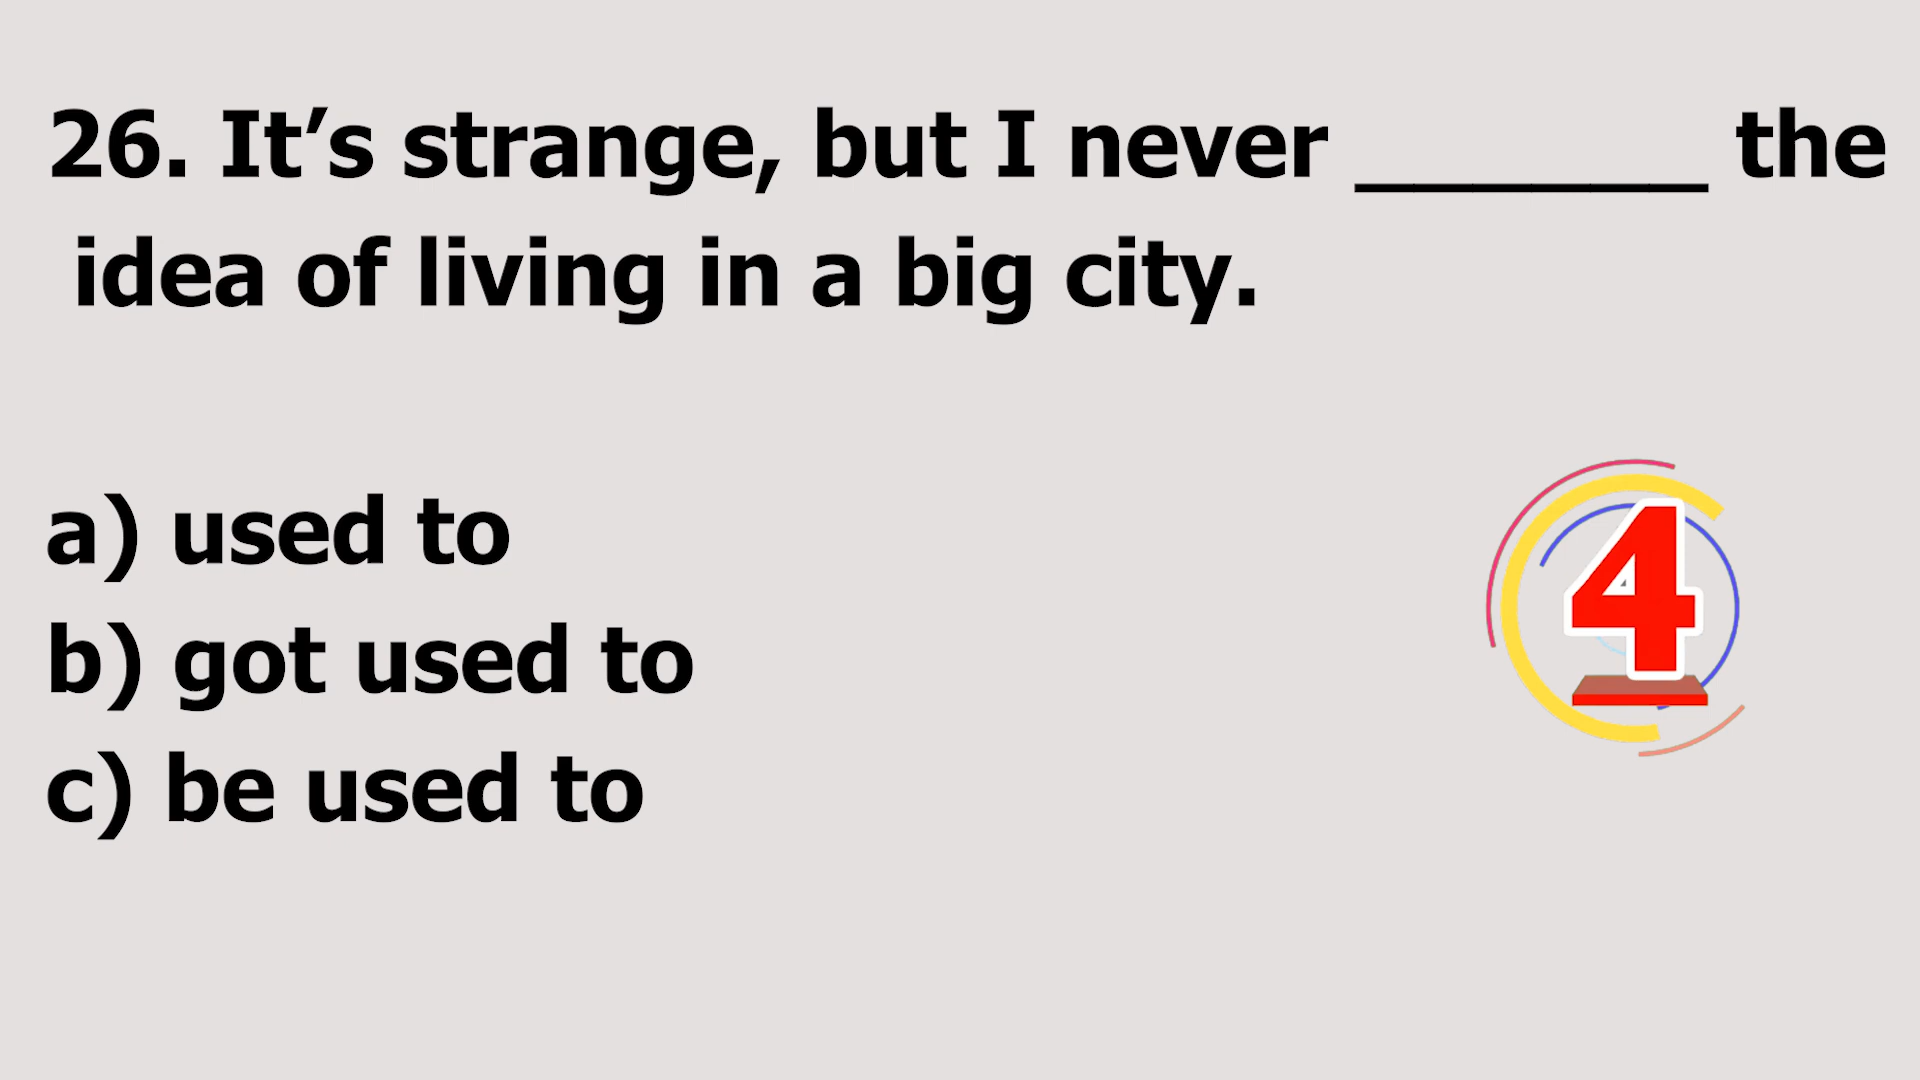 26. It’s strange, but I never ________ the
idea of living in a big city.
a) used to
b) got used to
c) be used to
4